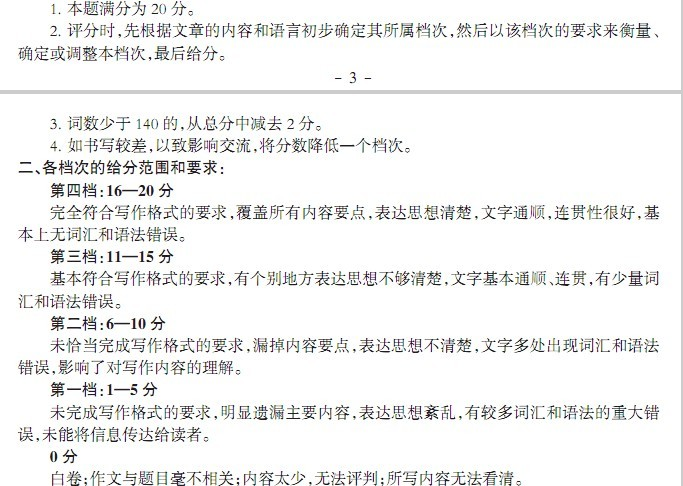 1. 本题满分为 20 分。
2. 评分时,先根据文章的内容和语言初步确定其所属档次,然后以该档次的要求来衡量、
确定或调整本档次,最后给分。
- 3 -
3. 词数少于 140 的,从总分中减去 2 分。
4. 如书写较差,以致影响交流,将分数降低一个档次。
二、各档次的给分范围和要求:
第四档:16—20 分
完全符合写作格式的要求,覆盖所有内容要点,表达思想清楚,文字通顺,连贯性很好,基
本上无词汇和语法错误。
第三档:11—15 分
基本符合写作格式的要求,有个别地方表达思想不够清楚,文字基本通顺、连贯,有少量词
汇和语法错误。
第二档:6—10 分
未恰当完成写作格式的要求,漏掉内容要点,表达思想不清楚,文字多处出现词汇和语法
错误,影响了对写作内容的理解。
第一档:1—5 分
未完成写作格式的要求,明显遗漏主要内容,表达思想紊乱,有较多词汇和语法的重大错
误,未能将信息传达给读者。
0 分
白卷;作文与题目毫不相关;内容太少,无法评判;所写内容无法看清。